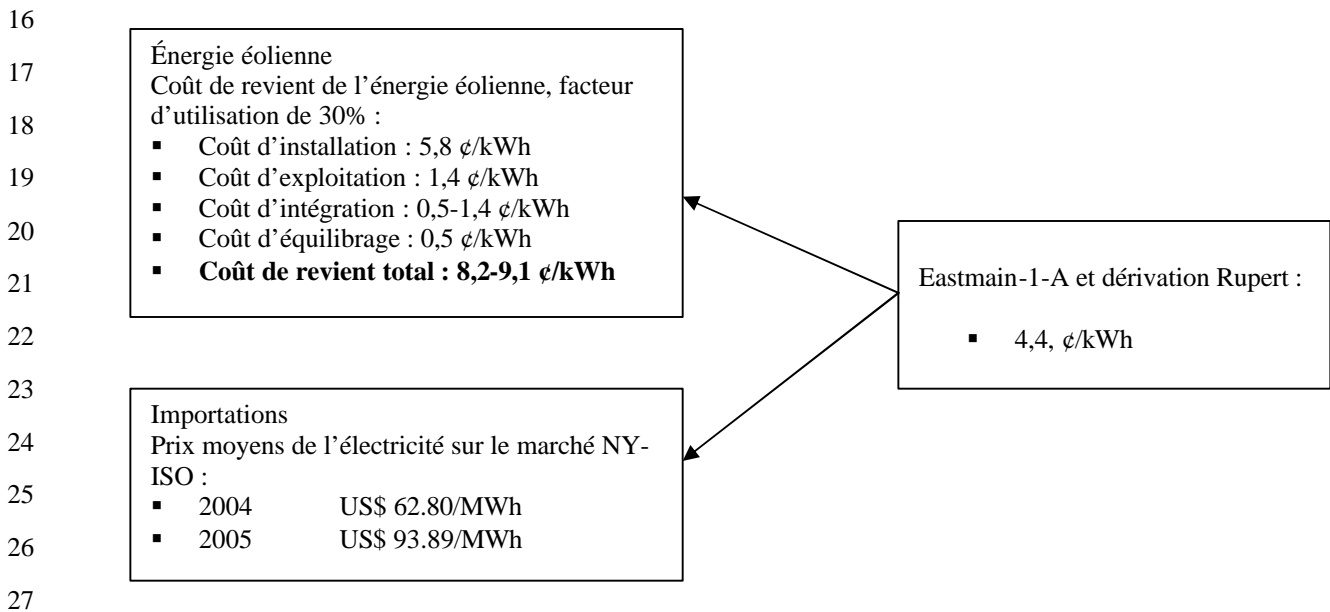 16
17
18
19
20
21
22
23
24
25
26
27
Énergie éolienne
Coût de revient de l’énergie éolienne, facteur
d’utilisation de 30% :
▪ Coût d’installation : 5,8 ¢/kWh
▪ Coût d’exploitation : 1,4 ¢/kWh
▪ Coût d’intégration : 0,5-1,4 ¢/kWh
▪ Coût d’équilibrage : 0,5 ¢/kWh
▪ Coût de revient total : 8,2-9,1 ¢/kWh
Eastmain-1-A et dérivation Rupert :
▪ 4,4, ¢/kWh
Importations
Prix moyens de l’électricité sur le marché NY-
ISO :
▪ 2004 US$ 62.80/MWh
▪ 2005 US$ 93.89/MWh